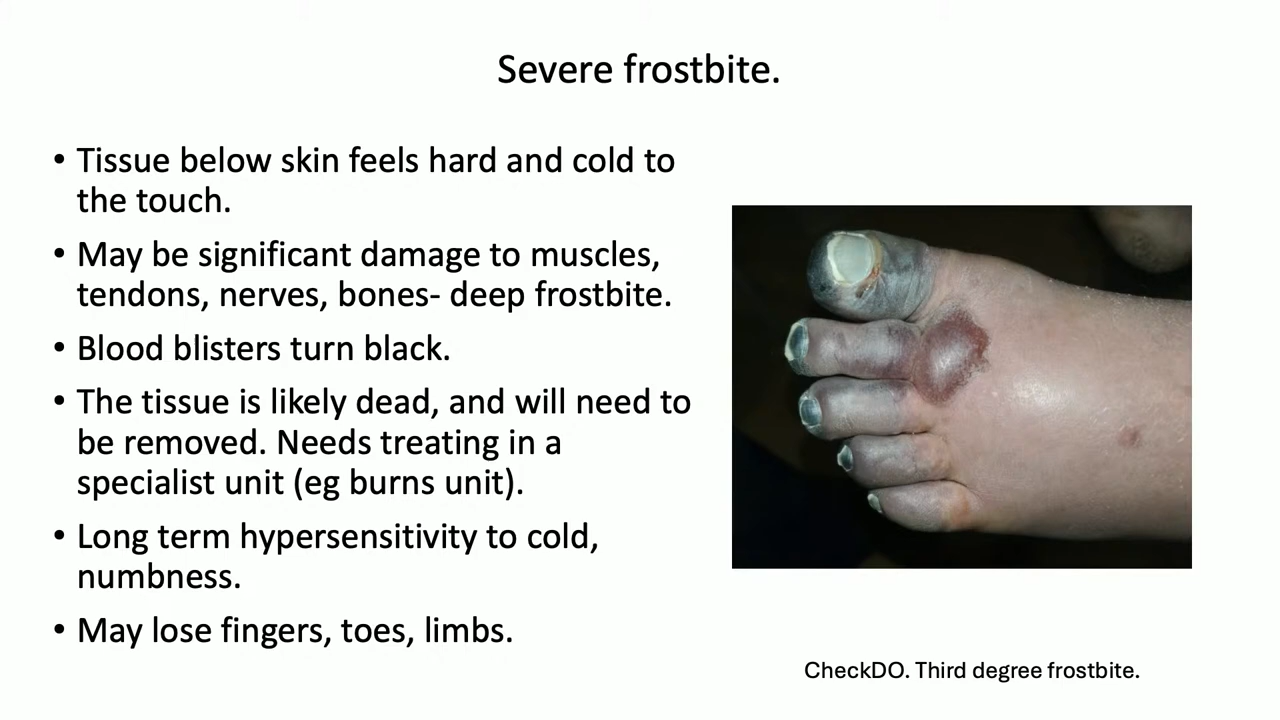 Severe frostbite.
• Tissue below skin feels hard and cold to
the touch.
• May be significant damage to muscles,
tendons, nerves, bones- deep frostbite.
• Blood blisters turn black.
• The tissue is likely dead, and will need to
be removed. Needs treating in a
specialist unit (eg burns unit).
• Long term hypersensitivity to cold,
numbness.
• May lose fingers, toes, limbs.
CheckDO. Third degree frostbite.